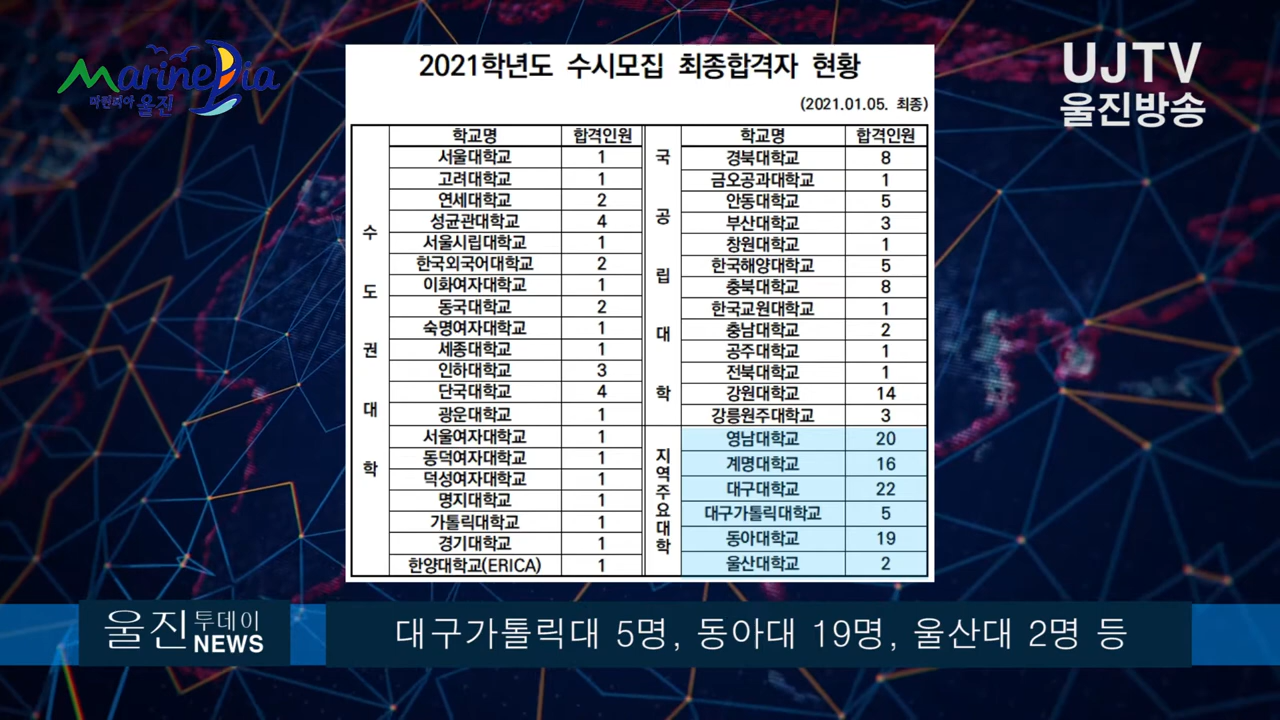 MarinePia
마린피아 울진
UJTV
울진방송
2021학년도 수시모집 최종합격자 현황
(2021.01.05. 최종)
수도권대학
학교명 합격인원
서울대학교 1
고려대학교 1
연세대학교 2
성균관대학교 4
서울시립대학교 1
한국외국어대학교 2
이화여자대학교 1
동국대학교 2
숙명여자대학교 1
세종대학교 1
인하대학교 3
단국대학교 4
광운대학교 1
서울여자대학교 1
동덕여자대학교 1
덕성여자대학교 1
명지대학교 1
가톨릭대학교 1
경기대학교 1
한양대학교(ERICA) 1
국공립대학
학교명 합격인원
경북대학교 8
금오공과대학교 1
안동대학교 5
부산대학교 3
창원대학교 1
한국해양대학교 5
충북대학교 8
한국교원대학교 1
충남대학교 2
공주대학교 1
전북대학교 1
강원대학교 14
강릉원주대학교 3
지역주요대학
영남대학교 20
계명대학교 16
대구대학교 22
대구가톨릭대학교 5
동아대학교 19
울산대학교 2
울진투데이
NEWS
대구가톨릭대 5명, 동아대 19명, 울산대 2명 등